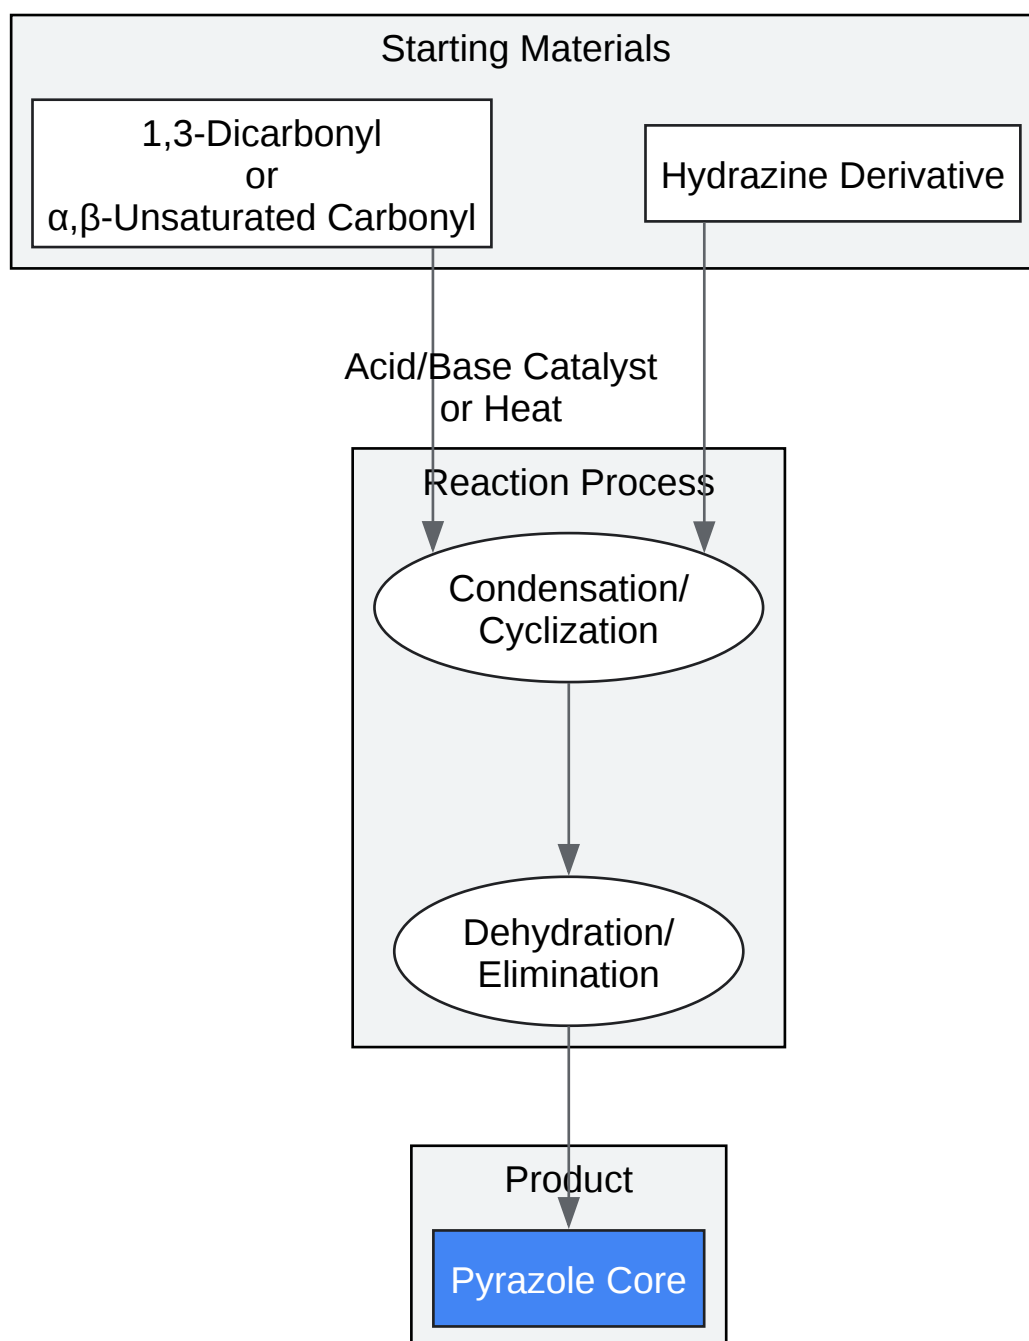 Starting Materials
1,3-Dicarbonyl
or
α,β-Unsaturated Carbonyl
Hydrazine Derivative
Acid/Base Catalyst
or Heat
Reaction Process
Condensation/
Cyclization
Dehydration/
Elimination
Product
Pyrazole Core